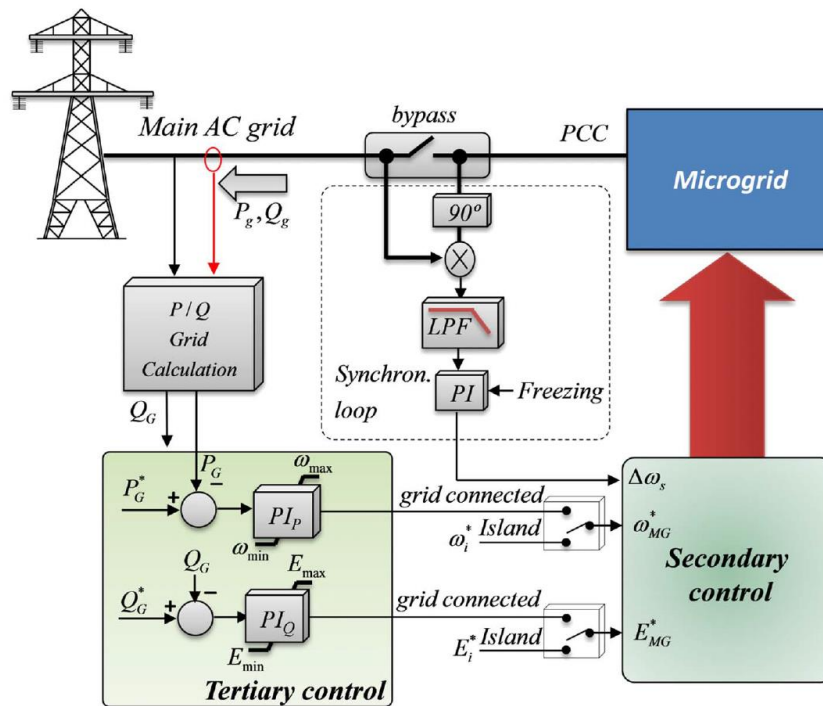 Main AC grid
bypass
PCC
Microgrid
P_g, Q_g
90º
P / Q
Grid
Calculation
LPF
Synchron.
loop
PI
Freezing
Q_G
P_G
Δω_s
P_G^*
+
−
PI_P
ω_max
ω_min
grid connected
ω_i^*
Island
ω_MG^*
Q_G
Q_G^*
+
−
PI_Q
E_max
E_min
grid connected
E_i^*
Island
E_MG^*
Secondary
control
Tertiary control